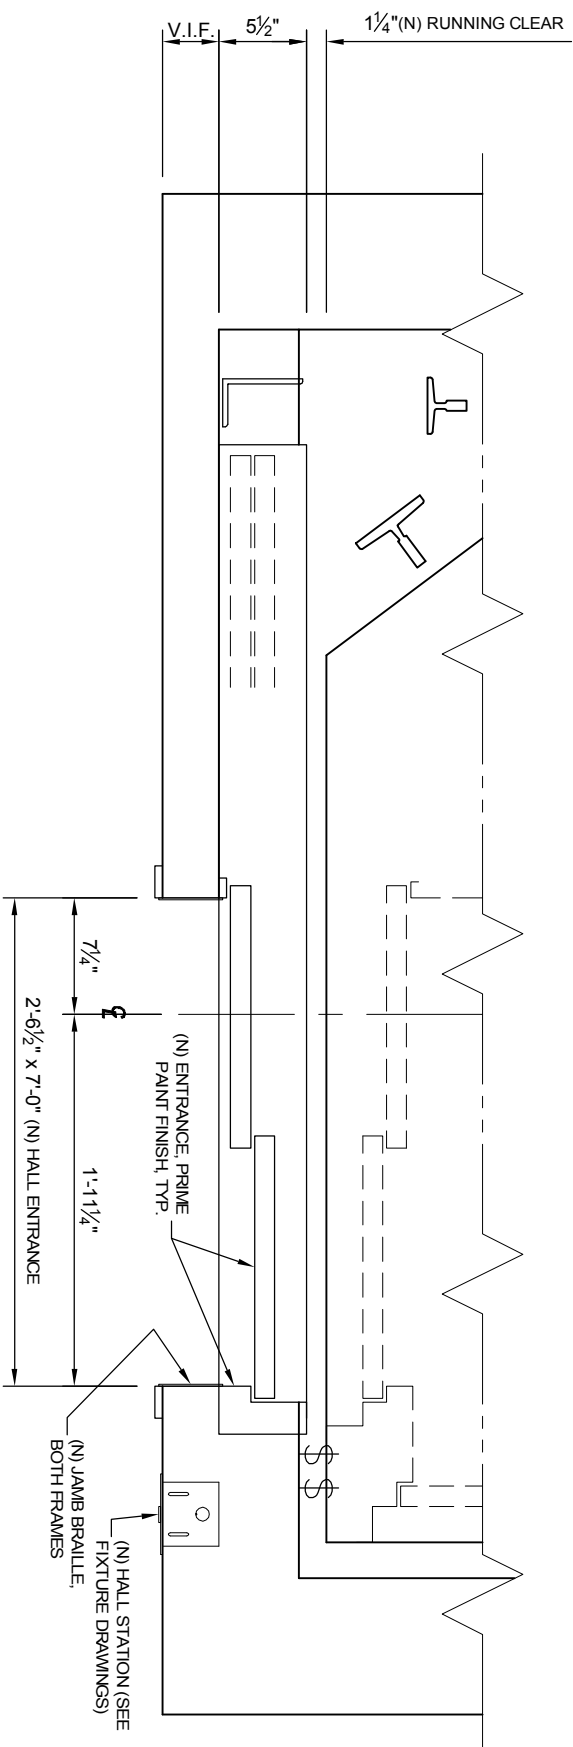 V.I.F.
5½"
1¼"(N) RUNNING CLEAR
7¼"
1'-11¼"
2'-6½" x 7'-0" (N) HALL ENTRANCE
(N) ENTRANCE, PRIME
PAINT FINISH, TYP.
(N) JAMB BRAILLE,
BOTH FRAMES
(N) HALL STATION (SEE
FIXTURE DRAWINGS)